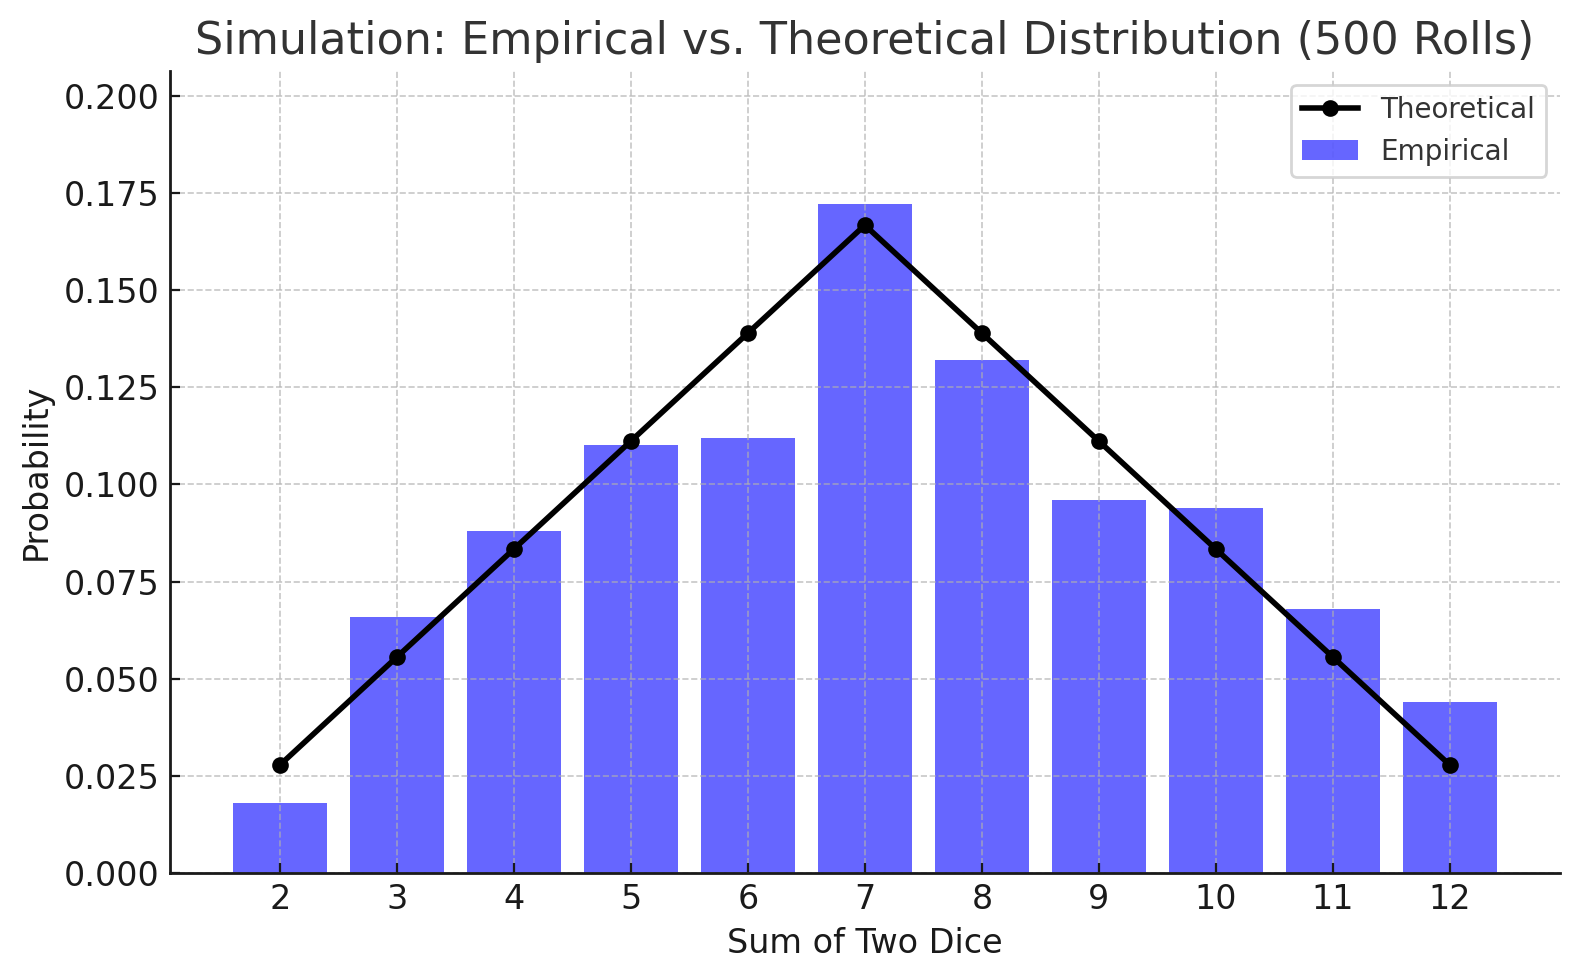 Simulation: Empirical vs. Theoretical Distribution (500 Rolls)
Theoretical
Empirical
Probability
0.200
0.175
0.150
0.125
0.100
0.075
0.050
0.025
0.000
2 3 4 5 6 7 8 9 10 11 12
Sum of Two Dice